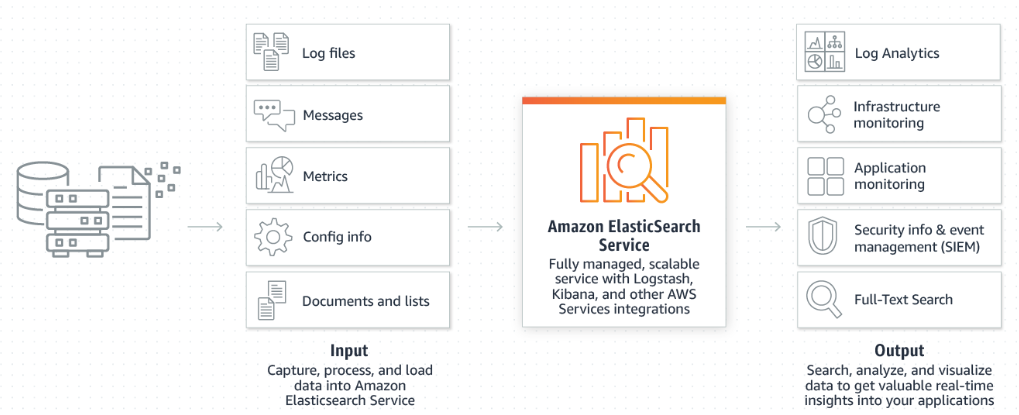 Log files
Messages
Metrics
Config info
Documents and lists
Input
Capture, process, and load
data into Amazon
Elasticsearch Service
Amazon ElasticSearch
Service
Fully managed, scalable
service with Logstash,
Kibana, and other AWS
Services integrations
Log Analytics
Infrastructure
monitoring
Application
monitoring
Security info & event
management (SIEM)
Full-Text Search
Output
Search, analyze, and visualize
data to get valuable real-time
insights into your applications